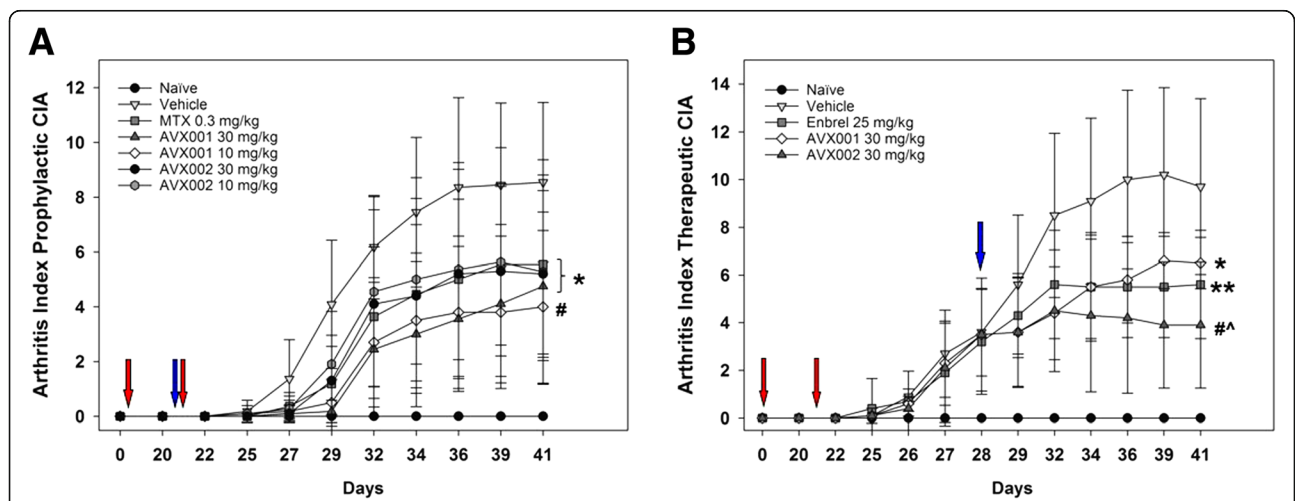 A
Arthritis Index Prophylactic CIA
12
10
8
6
4
2
0
Naïve
Vehicle
MTX 0.3 mg/kg
AVX001 30 mg/kg
AVX001 10 mg/kg
AVX002 30 mg/kg
AVX002 10 mg/kg
*
#
0 20 22 25 27 29 32 34 36 39 41
Days
B
Arthritis Index Therapeutic CIA
14
12
10
8
6
4
2
0
Naïve
Vehicle
Enbrel 25 mg/kg
AVX001 30 mg/kg
AVX002 30 mg/kg
*
**
#^
0 20 22 25 26 27 28 29 32 34 36 39 41
Days